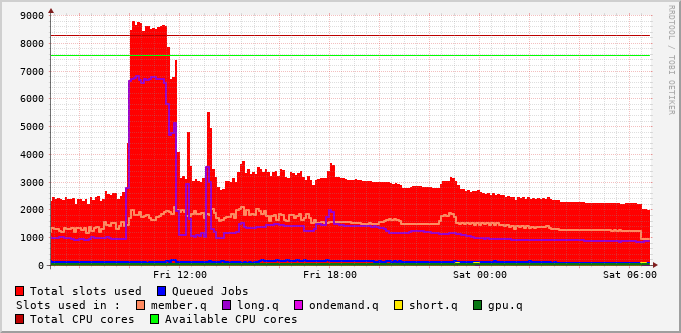 9000
8000
7000
6000
5000
4000
3000
2000
1000
0
Fri 12:00 Fri 18:00 Sat 00:00 Sat 06:00
RRDTOOL / TOBI OETIKER
Total slots used Queued Jobs
Slots used in : member.q long.q ondemand.q short.q gpu.q
Total CPU cores Available CPU cores